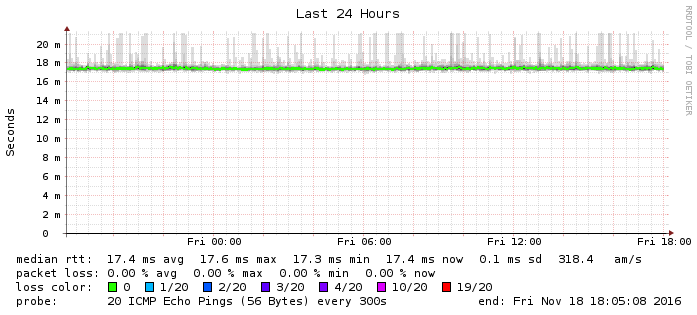 Last 24 Hours
RRDTOOL / TOBI OETIKER
Seconds
20 m
18 m
16 m
14 m
12 m
10 m
8 m
6 m
4 m
2 m
0
Fri 00:00 Fri 06:00 Fri 12:00 Fri 18:00
median rtt: 17.4 ms avg 17.6 ms max 17.3 ms min 17.4 ms now 0.1 ms sd 318.4 am/s
packet loss: 0.00 % avg 0.00 % max 0.00 % min 0.00 % now
loss color: 0 1/20 2/20 3/20 4/20 10/20 19/20
probe: 20 ICMP Echo Pings (56 Bytes) every 300s end: Fri Nov 18 18:05:08 2016